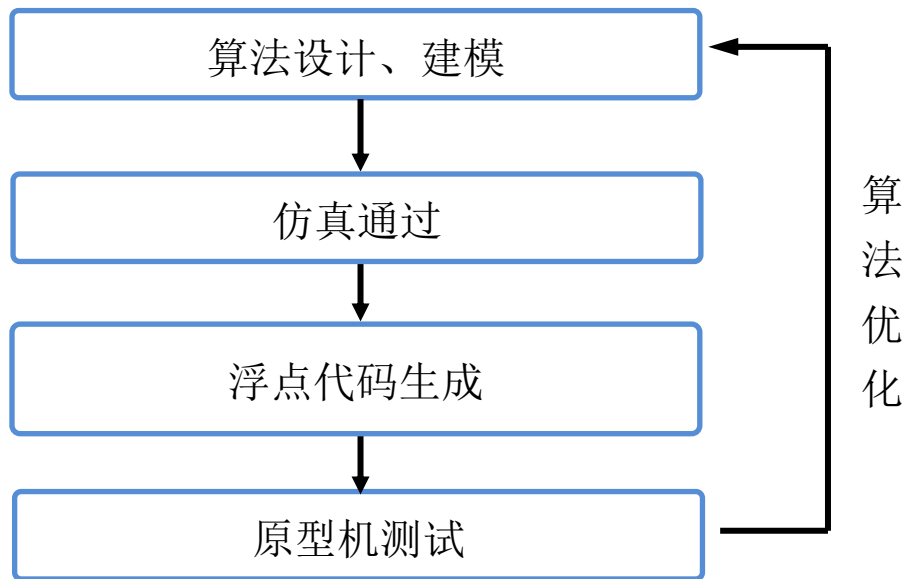 算法设计、建模
仿真通过
浮点代码生成
原型机测试
算法优化